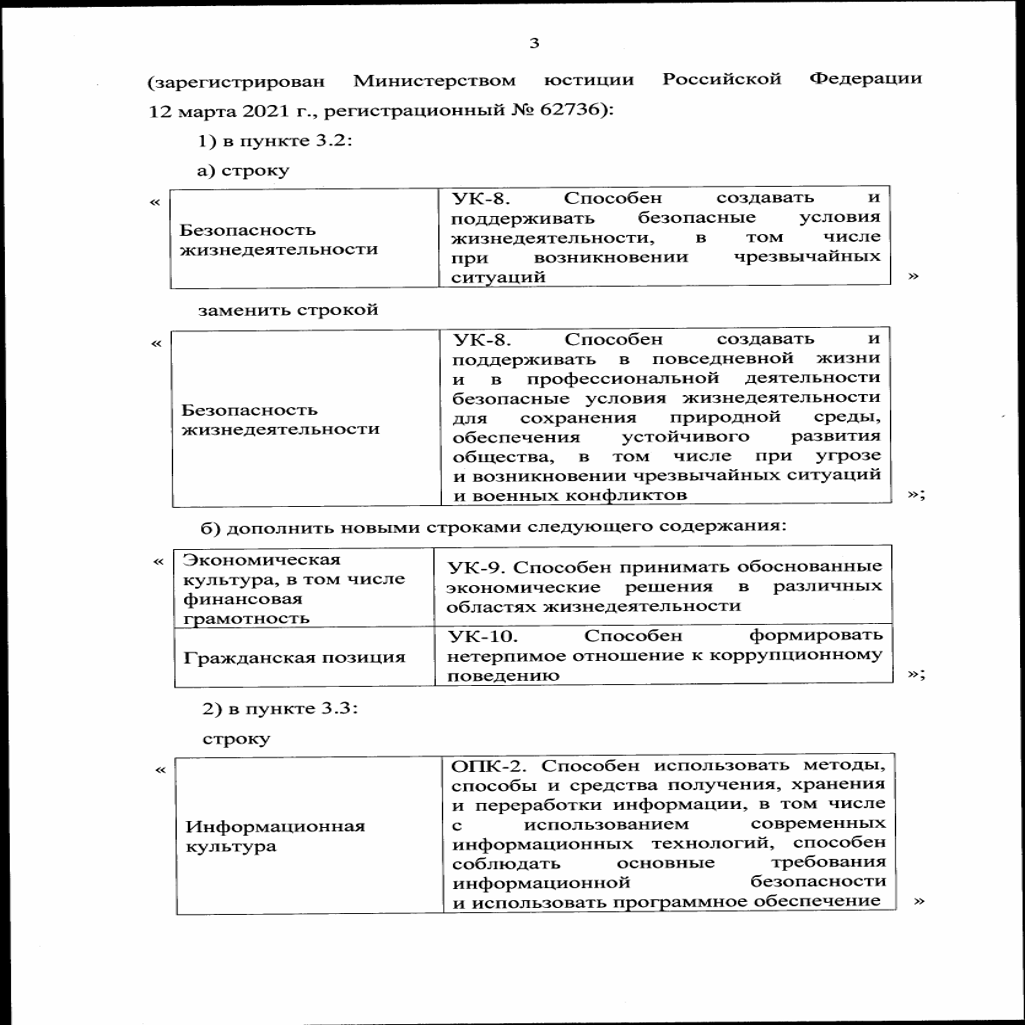 3
(зарегистрирован Министерством юстиции Российской Федерации
12 марта 2021 г., регистрационный № 62736):
1) в пункте 3.2:
а) строку
«
Безопасность
жизнедеятельности
УК-8. Способен создавать и
поддерживать безопасные условия
жизнедеятельности, в том числе
при возникновении чрезвычайных
ситуаций
»
заменить строкой
«
Безопасность
жизнедеятельности
УК-8. Способен создавать и
поддерживать в повседневной жизни
и в профессиональной деятельности
безопасные условия жизнедеятельности
для сохранения природной среды,
обеспечения устойчивого развития
общества, в том числе при угрозе
и возникновении чрезвычайных ситуаций
и военных конфликтов
»;
б) дополнить новыми строками следующего содержания:
«
Экономическая
культура, в том числе
финансовая
грамотность
УК-9. Способен принимать обоснованные
экономические решения в различных
областях жизнедеятельности
Гражданская позиция
УК-10. Способен формировать
нетерпимое отношение к коррупционному
поведению
»;
2) в пункте 3.3:
строку
«
Информационная
культура
ОПК-2. Способен использовать методы,
способы и средства получения, хранения
и переработки информации, в том числе
с использованием современных
информационных технологий, способен
соблюдать основные требования
информационной безопасности
и использовать программное обеспечение
»